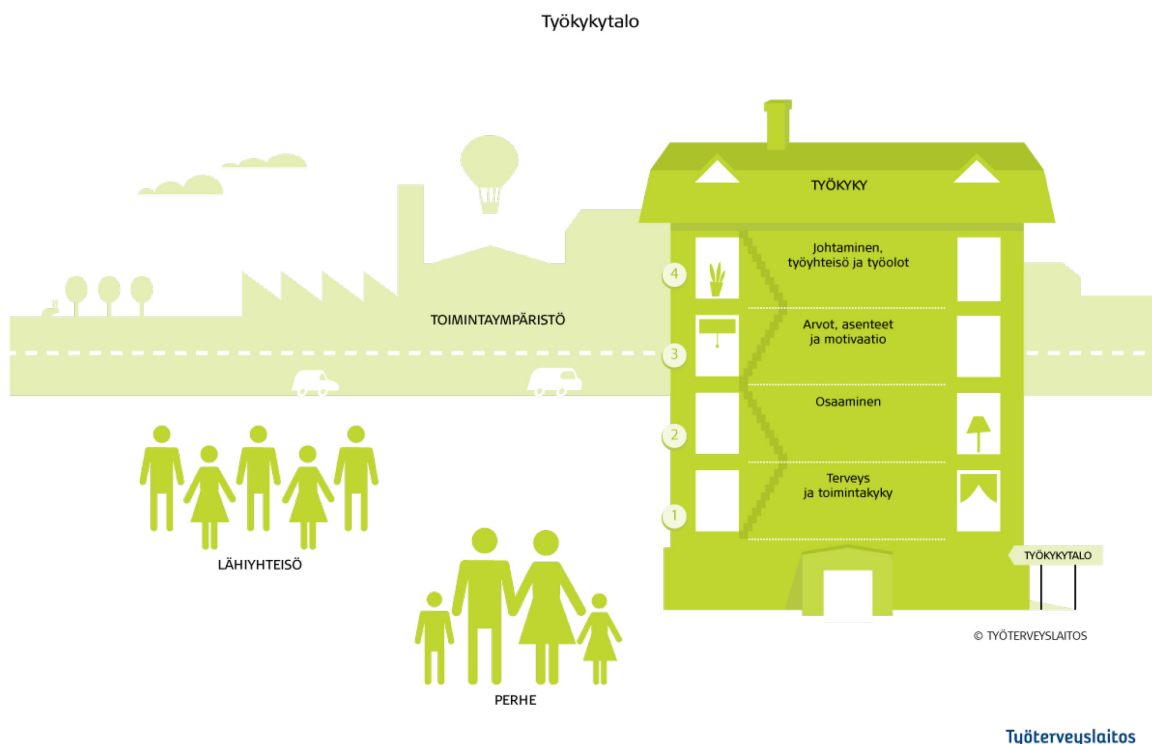 Työkykytalo
TYÖKYKY
4
Johtaminen,
työyhteisö ja työolot
3
Arvot, asenteet
ja motivaatio
2
Osaaminen
1
Terveys
ja toimintakyky
TOIMINTAYMPÄRISTÖ
LÄHIYHTEISÖ
PERHE
TYÖKYKYTALO
© TYÖTERVEYSLAITOS
Työterveyslaitos